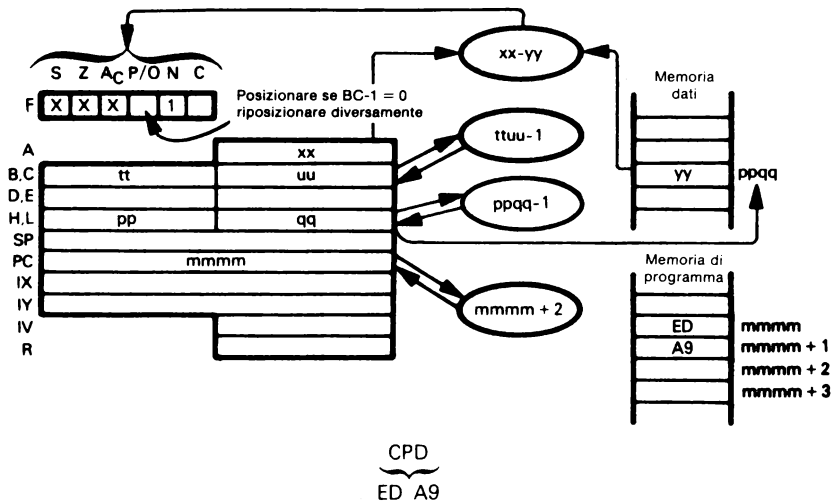 S Z AC P/O N C
xx-yy
F X X X 1
Posizionare se BC-1 = 0
riposizionare diversamente
Memoria
dati
A xx
ttuu-1
B,C tt uu
yy ppqq
D,E
H,L pp qq
ppqq-1
SP
PC mmmm
Memoria di
programma
IX
IY
mmmm + 2
IV
ED mmmm
R
A9 mmmm + 1
mmmm + 2
mmmm + 3
CPD
ED A9